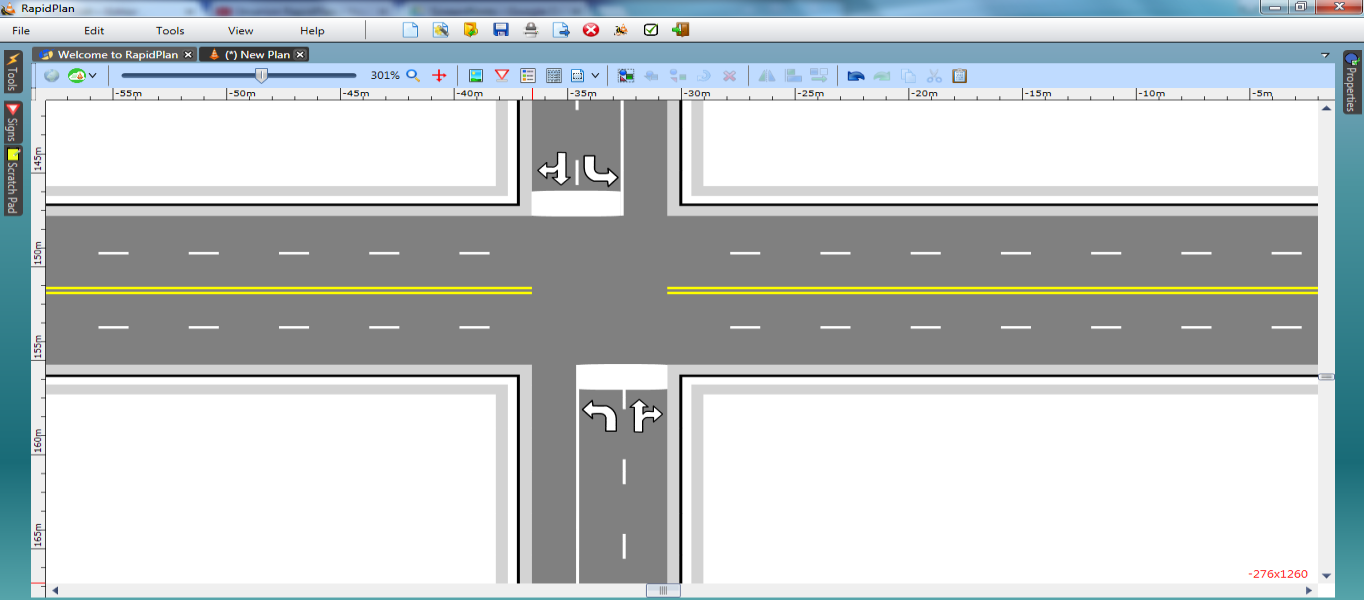 RapidPlan
File Edit Tools View Help
Welcome to RapidPlan (*) New Plan
301%
-55m -50m -45m -40m -35m -30m -25m -20m -15m -10m -5m
Tools
Signs
Scratch Pad
Properties
145m
150m
155m
160m
165m
-276x1260